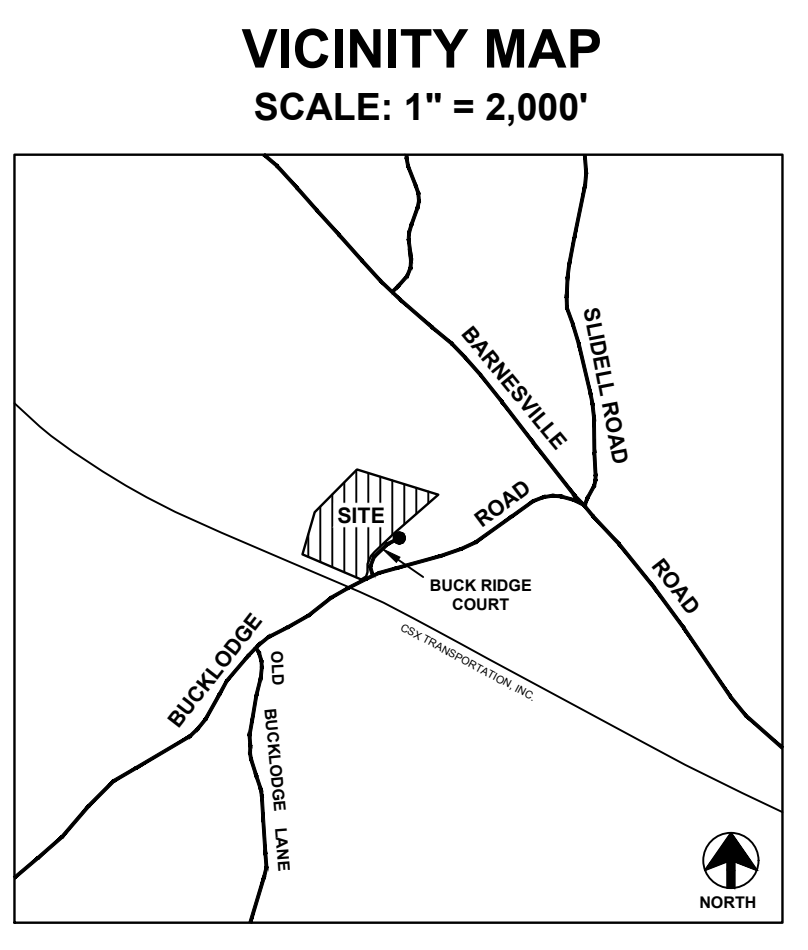 VICINITY MAP
SCALE: 1" = 2,000'
BARNESVILLE
SLIDELL ROAD
SITE
ROAD
BUCK RIDGE
COURT
ROAD
CSX TRANSPORTATION, INC.
BUCKLODGE
OLD BUCKLODGE LANE
NORTH